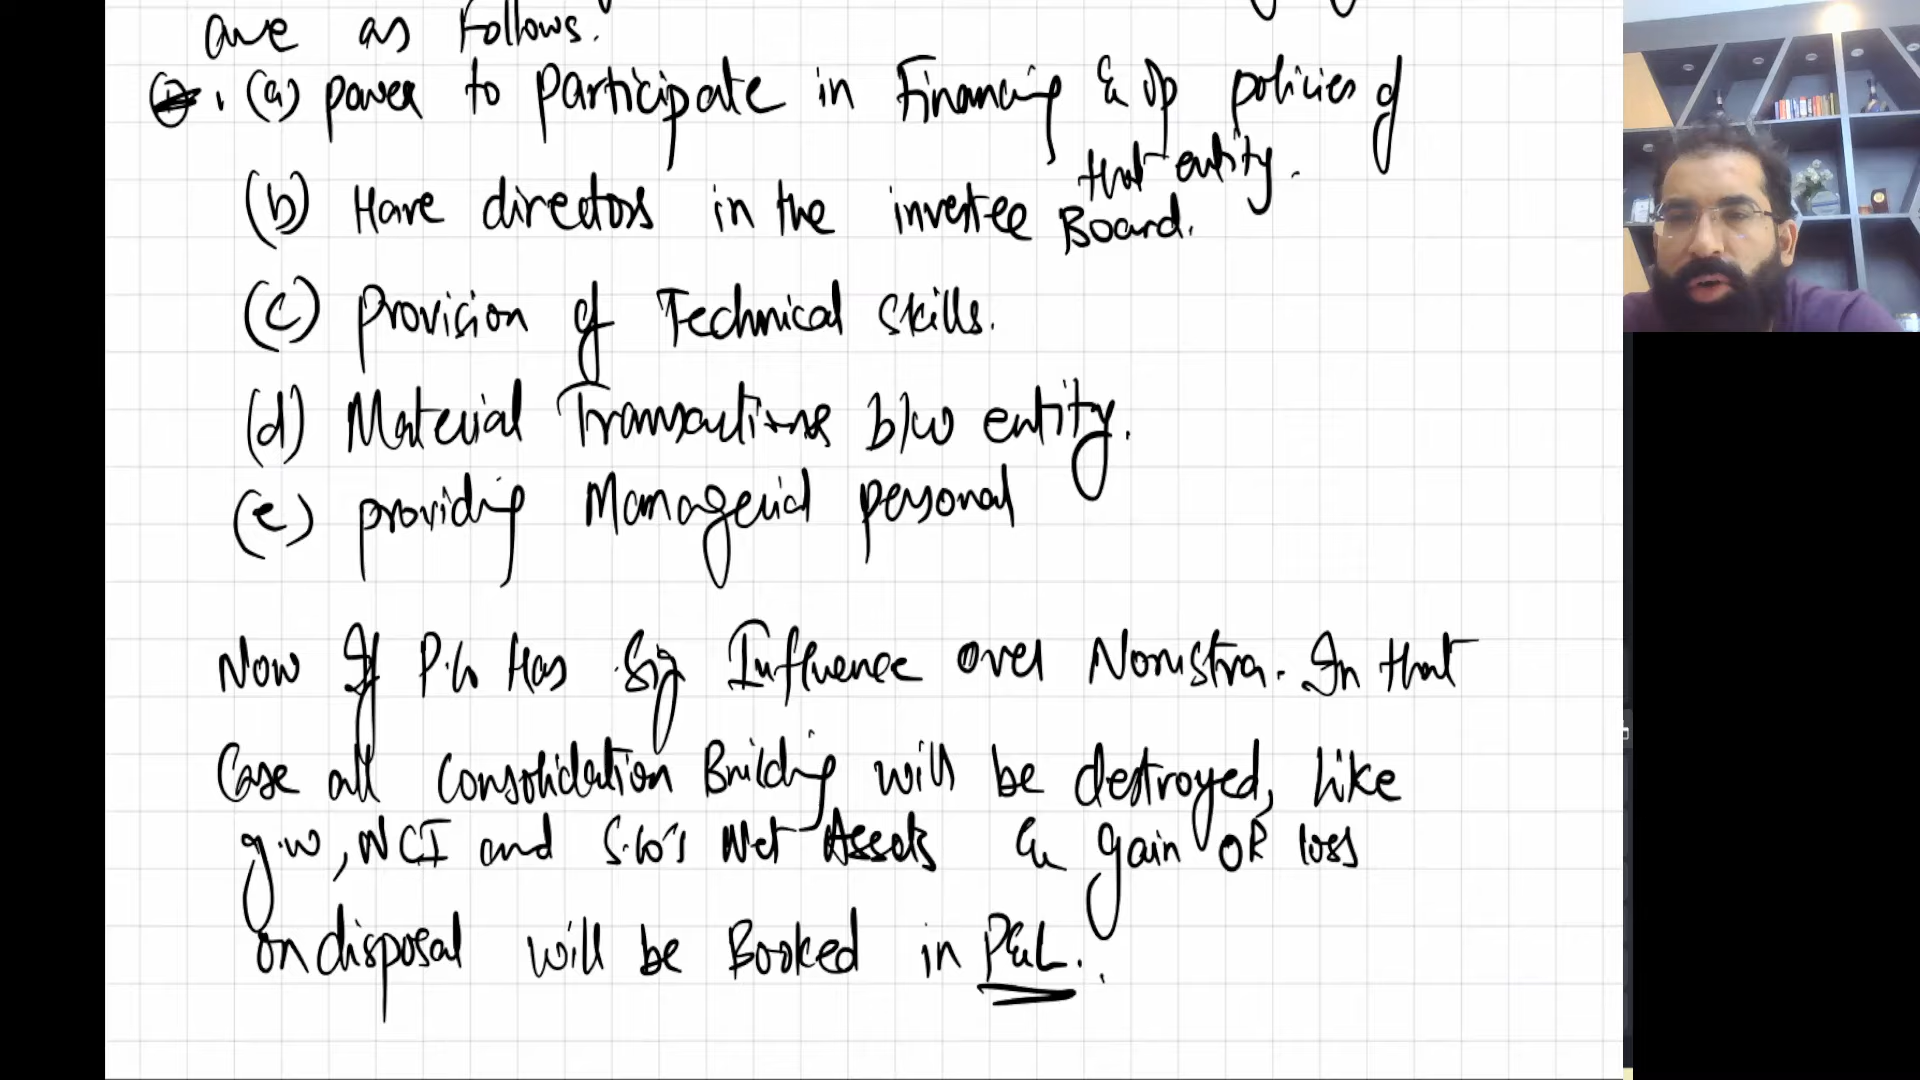 are as follows.
(a) power to participate in Financing & Op policies of
that entity.
(b) Have directors in the investee Board.
(c) Provision of Technical skills.
(d) Material Transactions b/w entity.
(e) providing Managerial personal
Now If P.Co Has Sig Influence over Norustra. In that
Case all Consolidation Building will be destroyed, like
g.w, NCI and S.Co's Net Assets & gain OR loss
on disposal will be Booked in P&L.